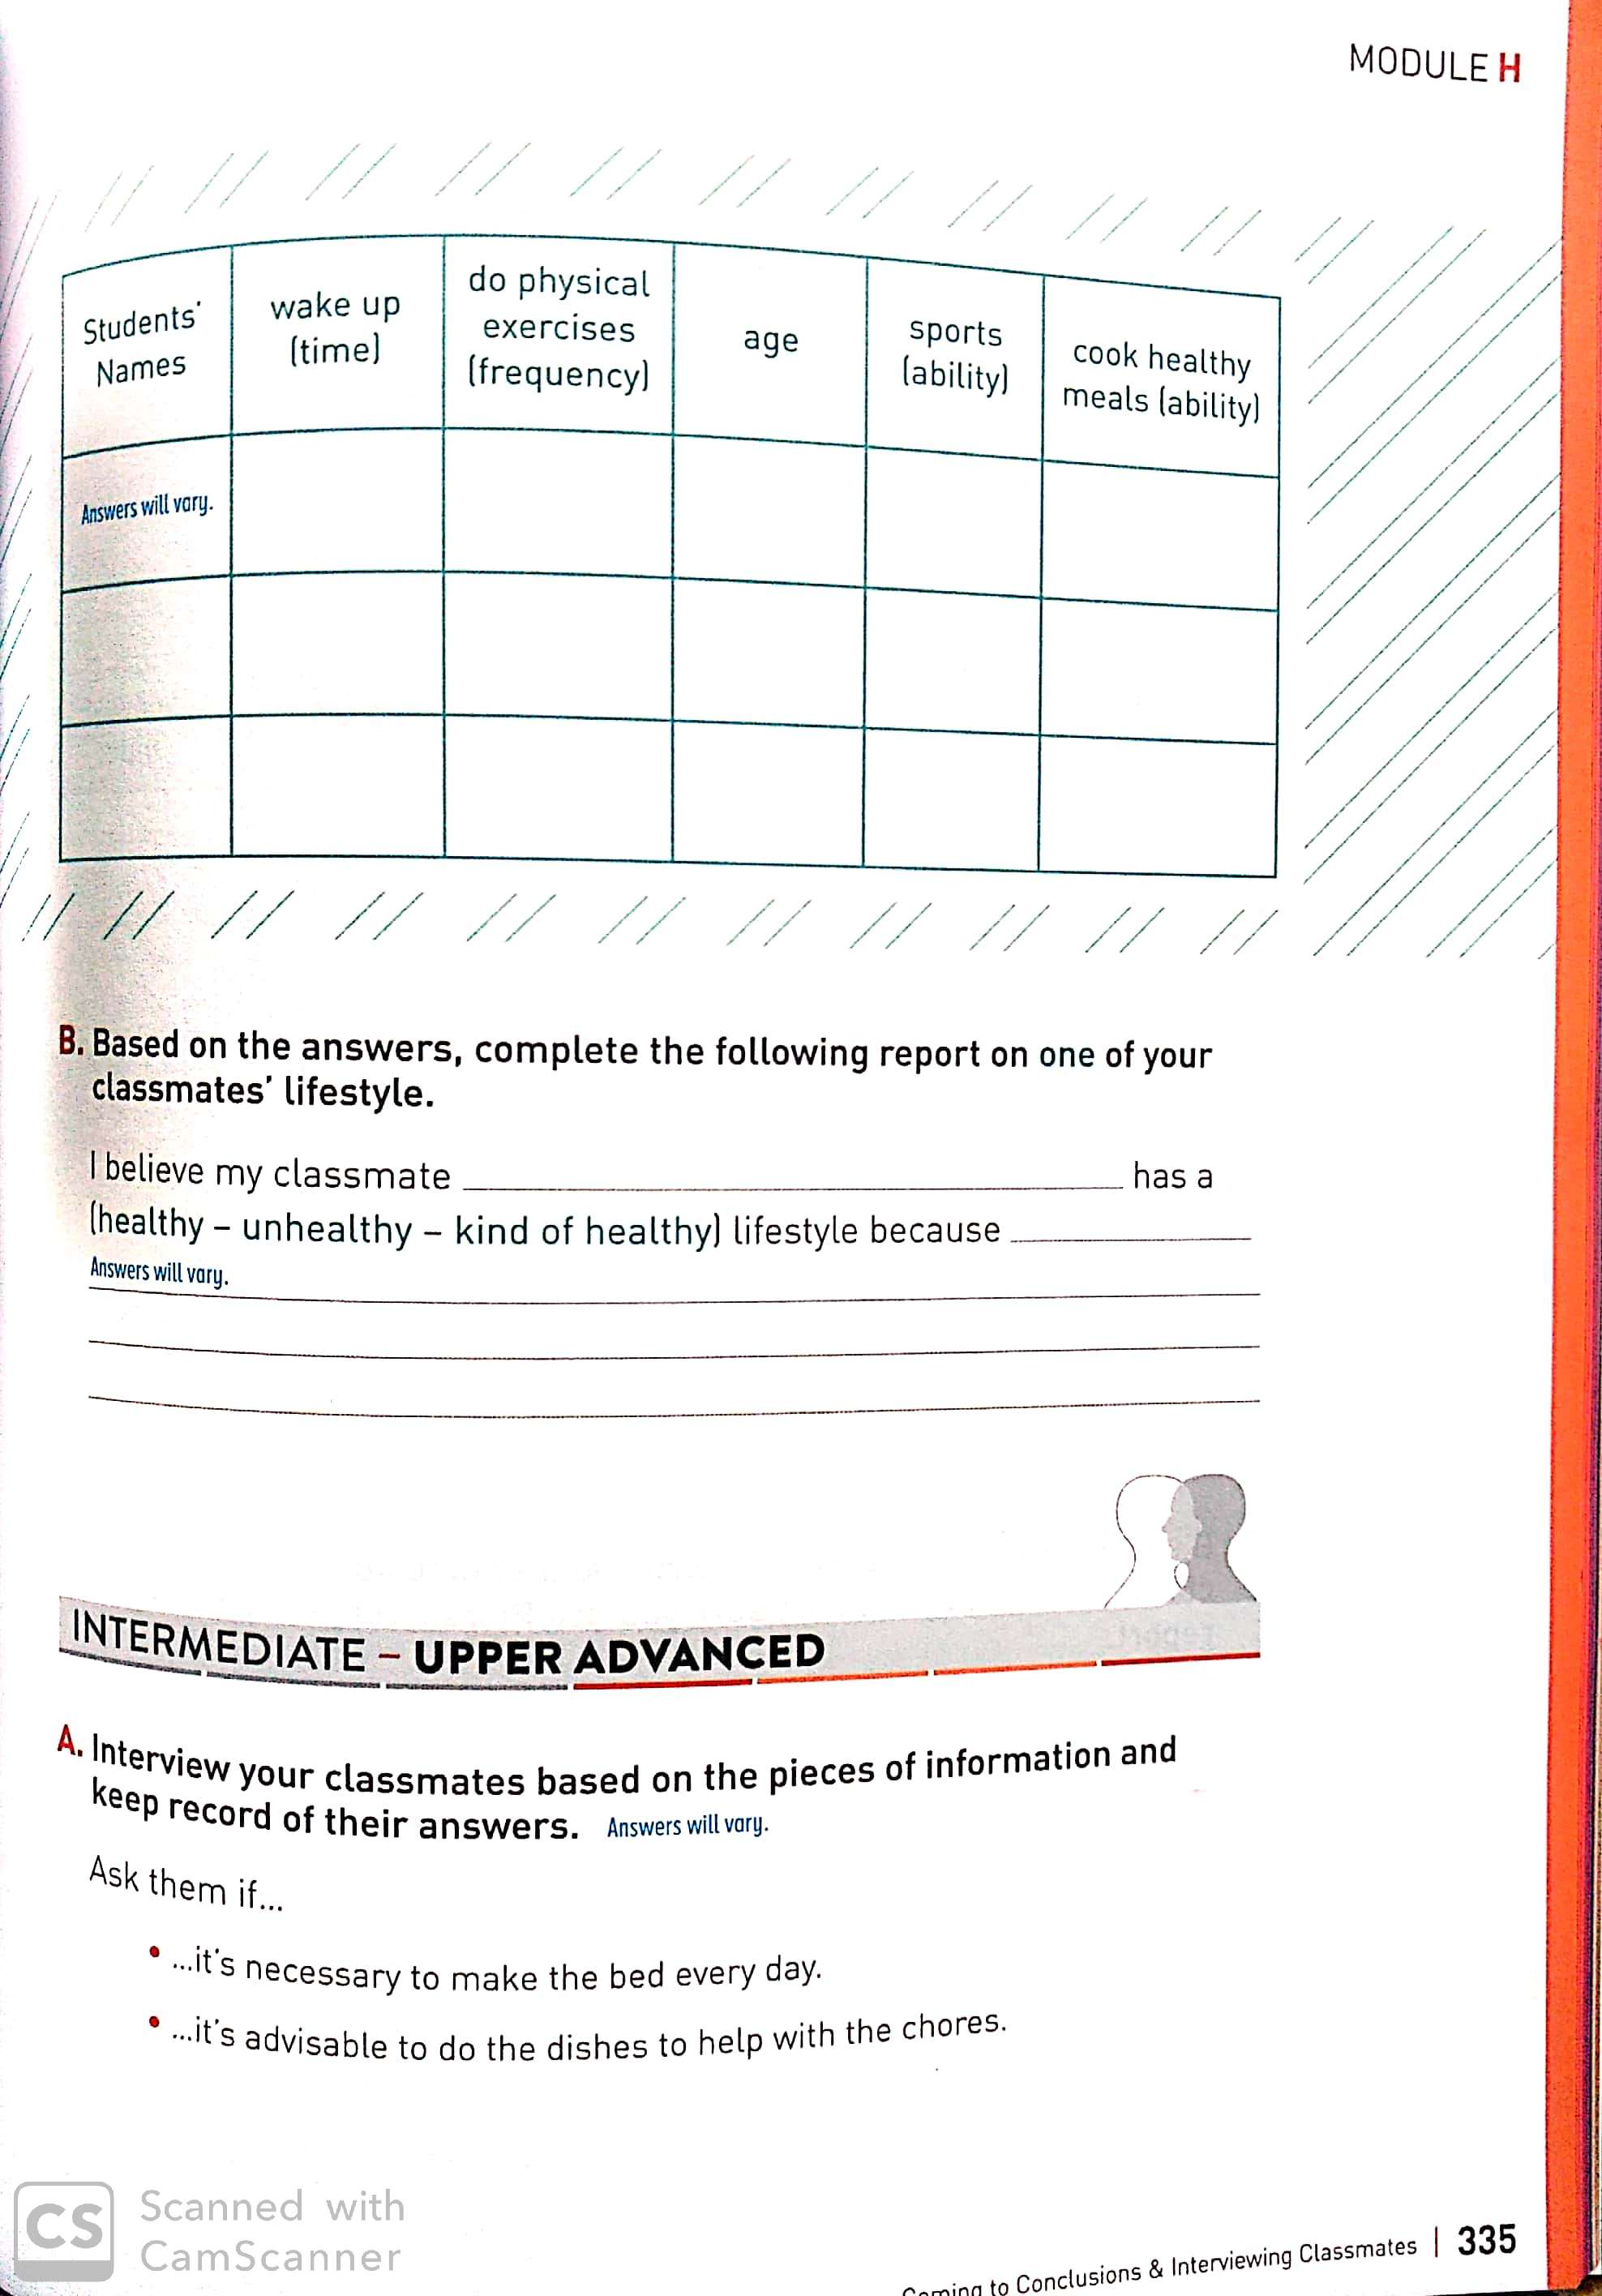 MODULE H
Students' Names
wake up (time)
do physical exercises (frequency)
age
sports (ability)
cook healthy meals (ability)
Answers will vary.
B. Based on the answers, complete the following report on one of your
classmates' lifestyle.
I believe my classmate ______ has a
(healthy – unhealthy – kind of healthy) lifestyle because ______
Answers will vary.
INTERMEDIATE – UPPER ADVANCED
A. Interview your classmates based on the pieces of information and
keep record of their answers. Answers will vary.
Ask them if...
• ...it's necessary to make the bed every day.
• ...it's advisable to do the dishes to help with the chores.
CS Scanned with
CamScanner
Coming to Conclusions & Interviewing Classmates | 335